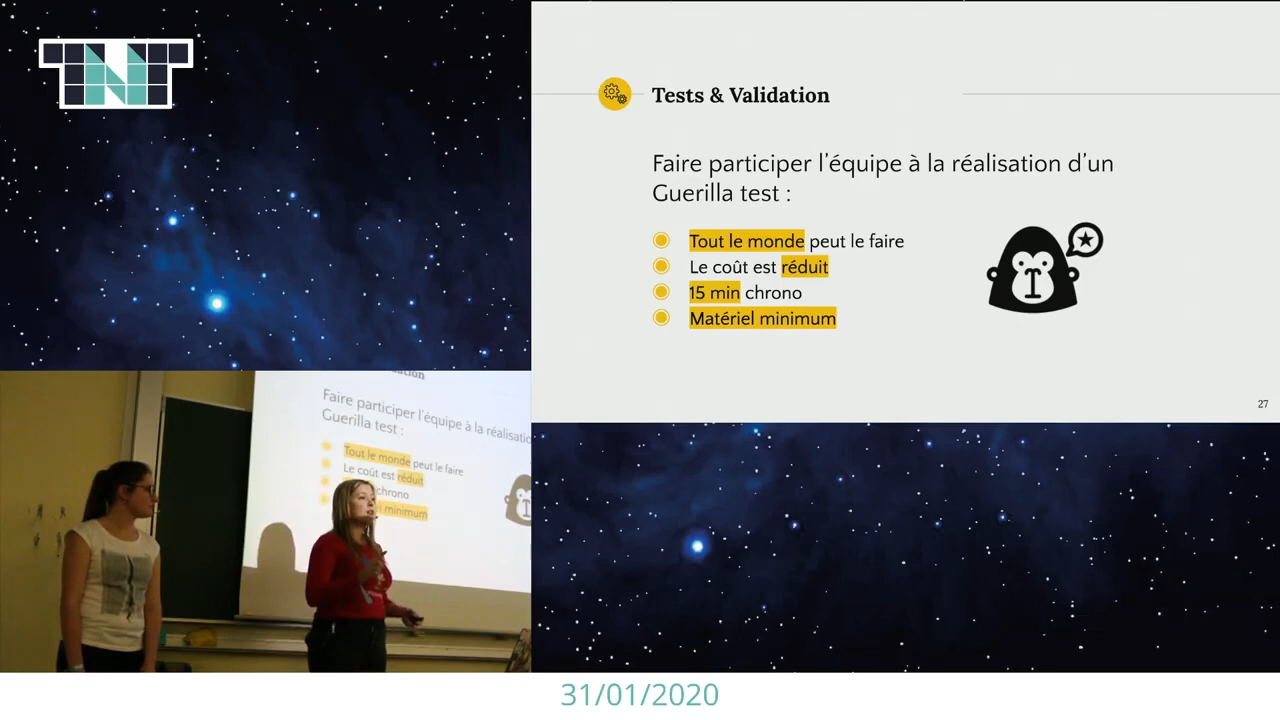 TNT
Tests & Validation
Faire participer l'équipe à la réalisation d'un
Guerilla test :
Tout le monde peut le faire
Le coût est réduit
15 min chrono
Matériel minimum
27
Faire participer l'équipe à la réalisatio
Guerilla test :
Tout le monde peut le faire
Le coût est réduit
chrono
minimum
31/01/2020